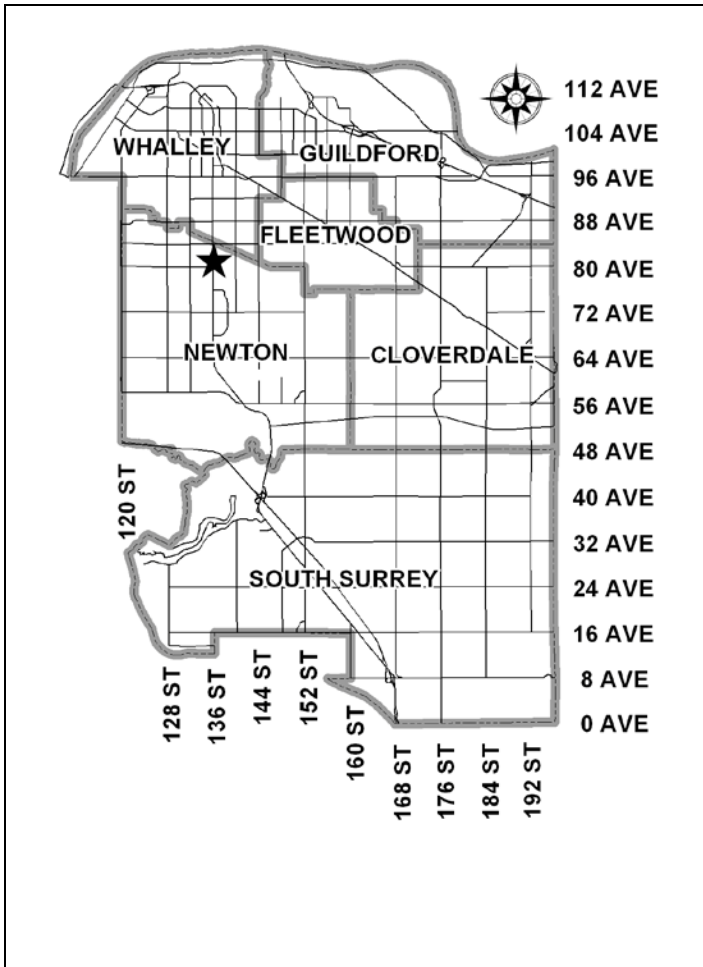 112 AVE
104 AVE
WHALLEY
GUILDFORD
96 AVE
88 AVE
FLEETWOOD
80 AVE
72 AVE
NEWTON
CLOVERDALE
64 AVE
56 AVE
48 AVE
120 ST
40 AVE
32 AVE
SOUTH SURREY
24 AVE
16 AVE
8 AVE
0 AVE
128 ST
136 ST
144 ST
152 ST
160 ST
168 ST
176 ST
184 ST
192 ST